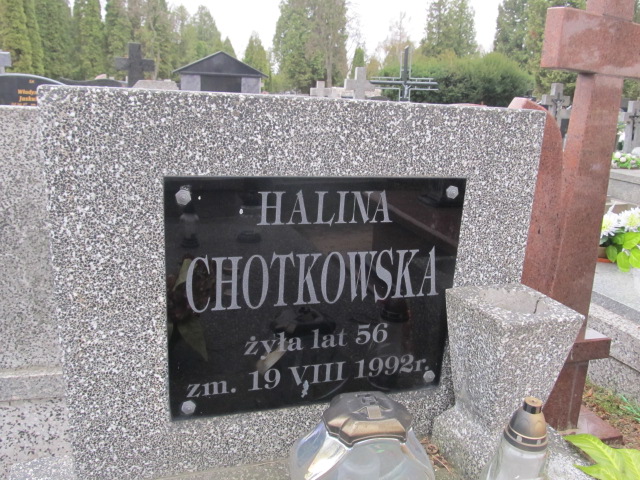 HALINA
CHOTKOWSKA
żyła lat 56
zm. 19 VIII 1992r.